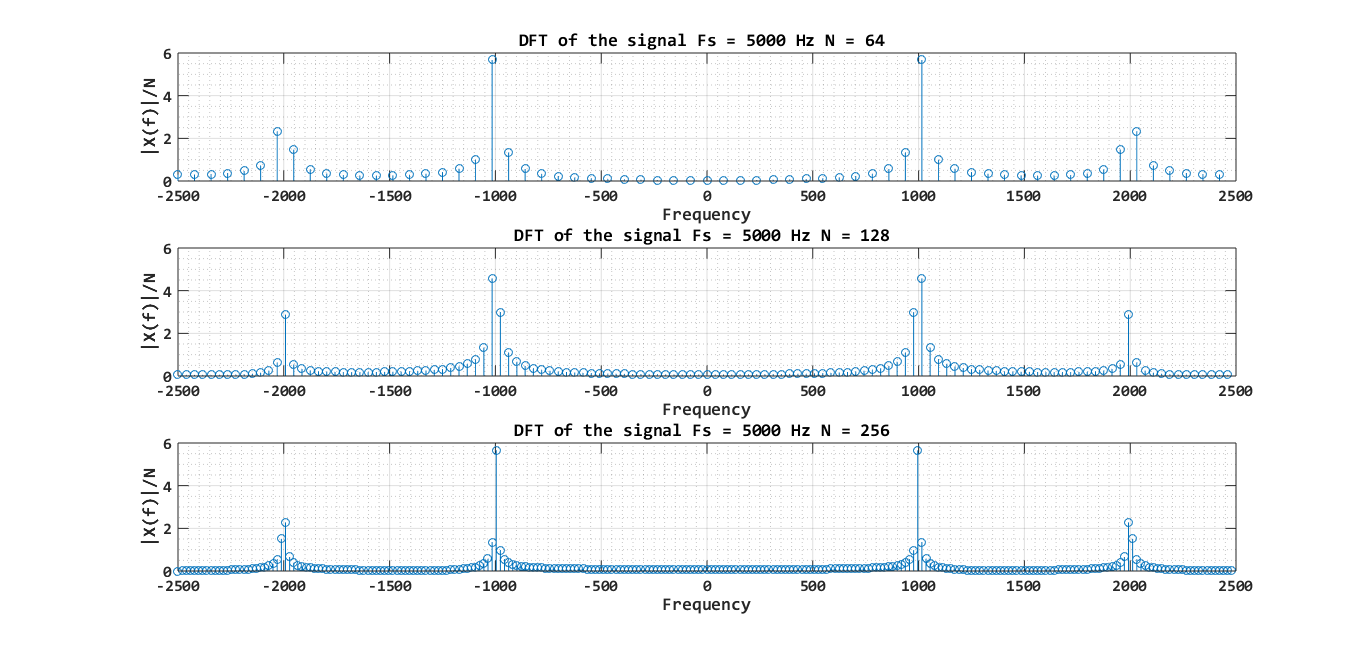 DFT of the signal Fs = 5000 Hz N = 64
|X(f)|/N
6
4
2
0
-2500 -2000 -1500 -1000 -500 0 500 1000 1500 2000 2500
Frequency
DFT of the signal Fs = 5000 Hz N = 128
|X(f)|/N
6
4
2
0
-2500 -2000 -1500 -1000 -500 0 500 1000 1500 2000 2500
Frequency
DFT of the signal Fs = 5000 Hz N = 256
|X(f)|/N
6
4
2
0
-2500 -2000 -1500 -1000 -500 0 500 1000 1500 2000 2500
Frequency